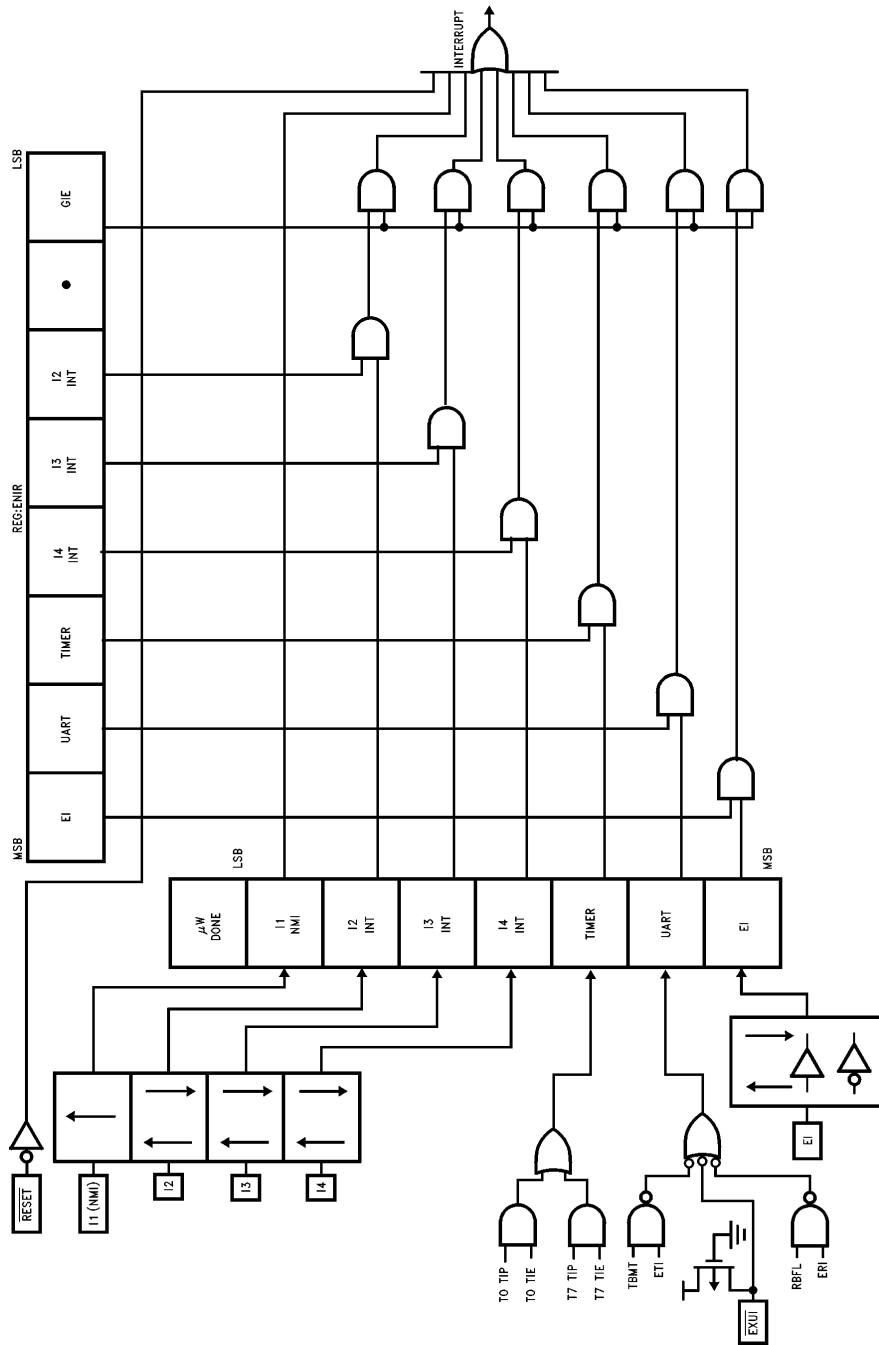 MSB
REG:ENIR
LSB
EI
UART
TIMER
I4
INT
I3
INT
I2
INT
•
GIE
R̅E̅S̅E̅T̅
I1 (NMI)
I2
I3
I4
LSB
μW
DONE
I1
NMI
I2
INT
I3
INT
I4
INT
TIMER
UART
EI
MSB
INTERRUPT
T0 TIP
T0 TIE
T7 TIP
T7 TIE
TBMT
ETI
E̅X̅U̅I̅
RBFL
ERI
EI